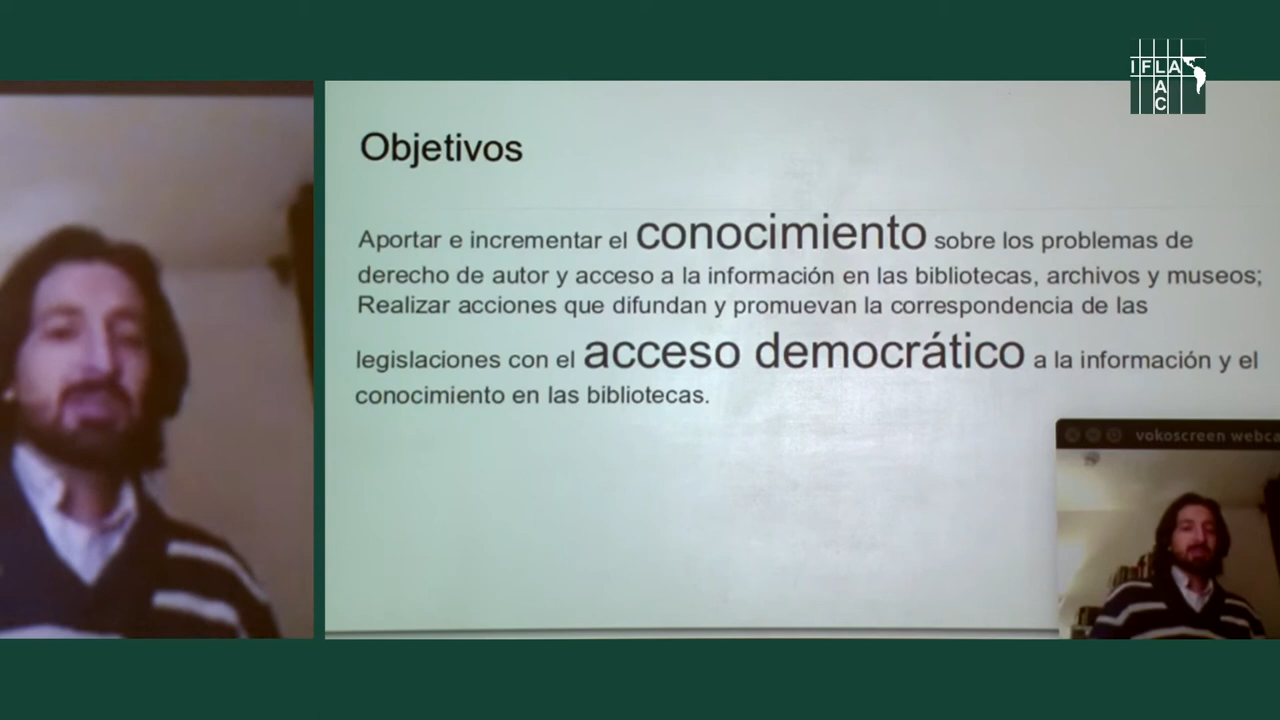 IFLA
A
C
Objetivos
Aportar e incrementar el conocimiento sobre los problemas de
derecho de autor y acceso a la información en las bibliotecas, archivos y museos;
Realizar acciones que difundan y promuevan la correspondencia de las
legislaciones con el acceso democrático a la información y el
conocimiento en las bibliotecas.
vokoscreen webca